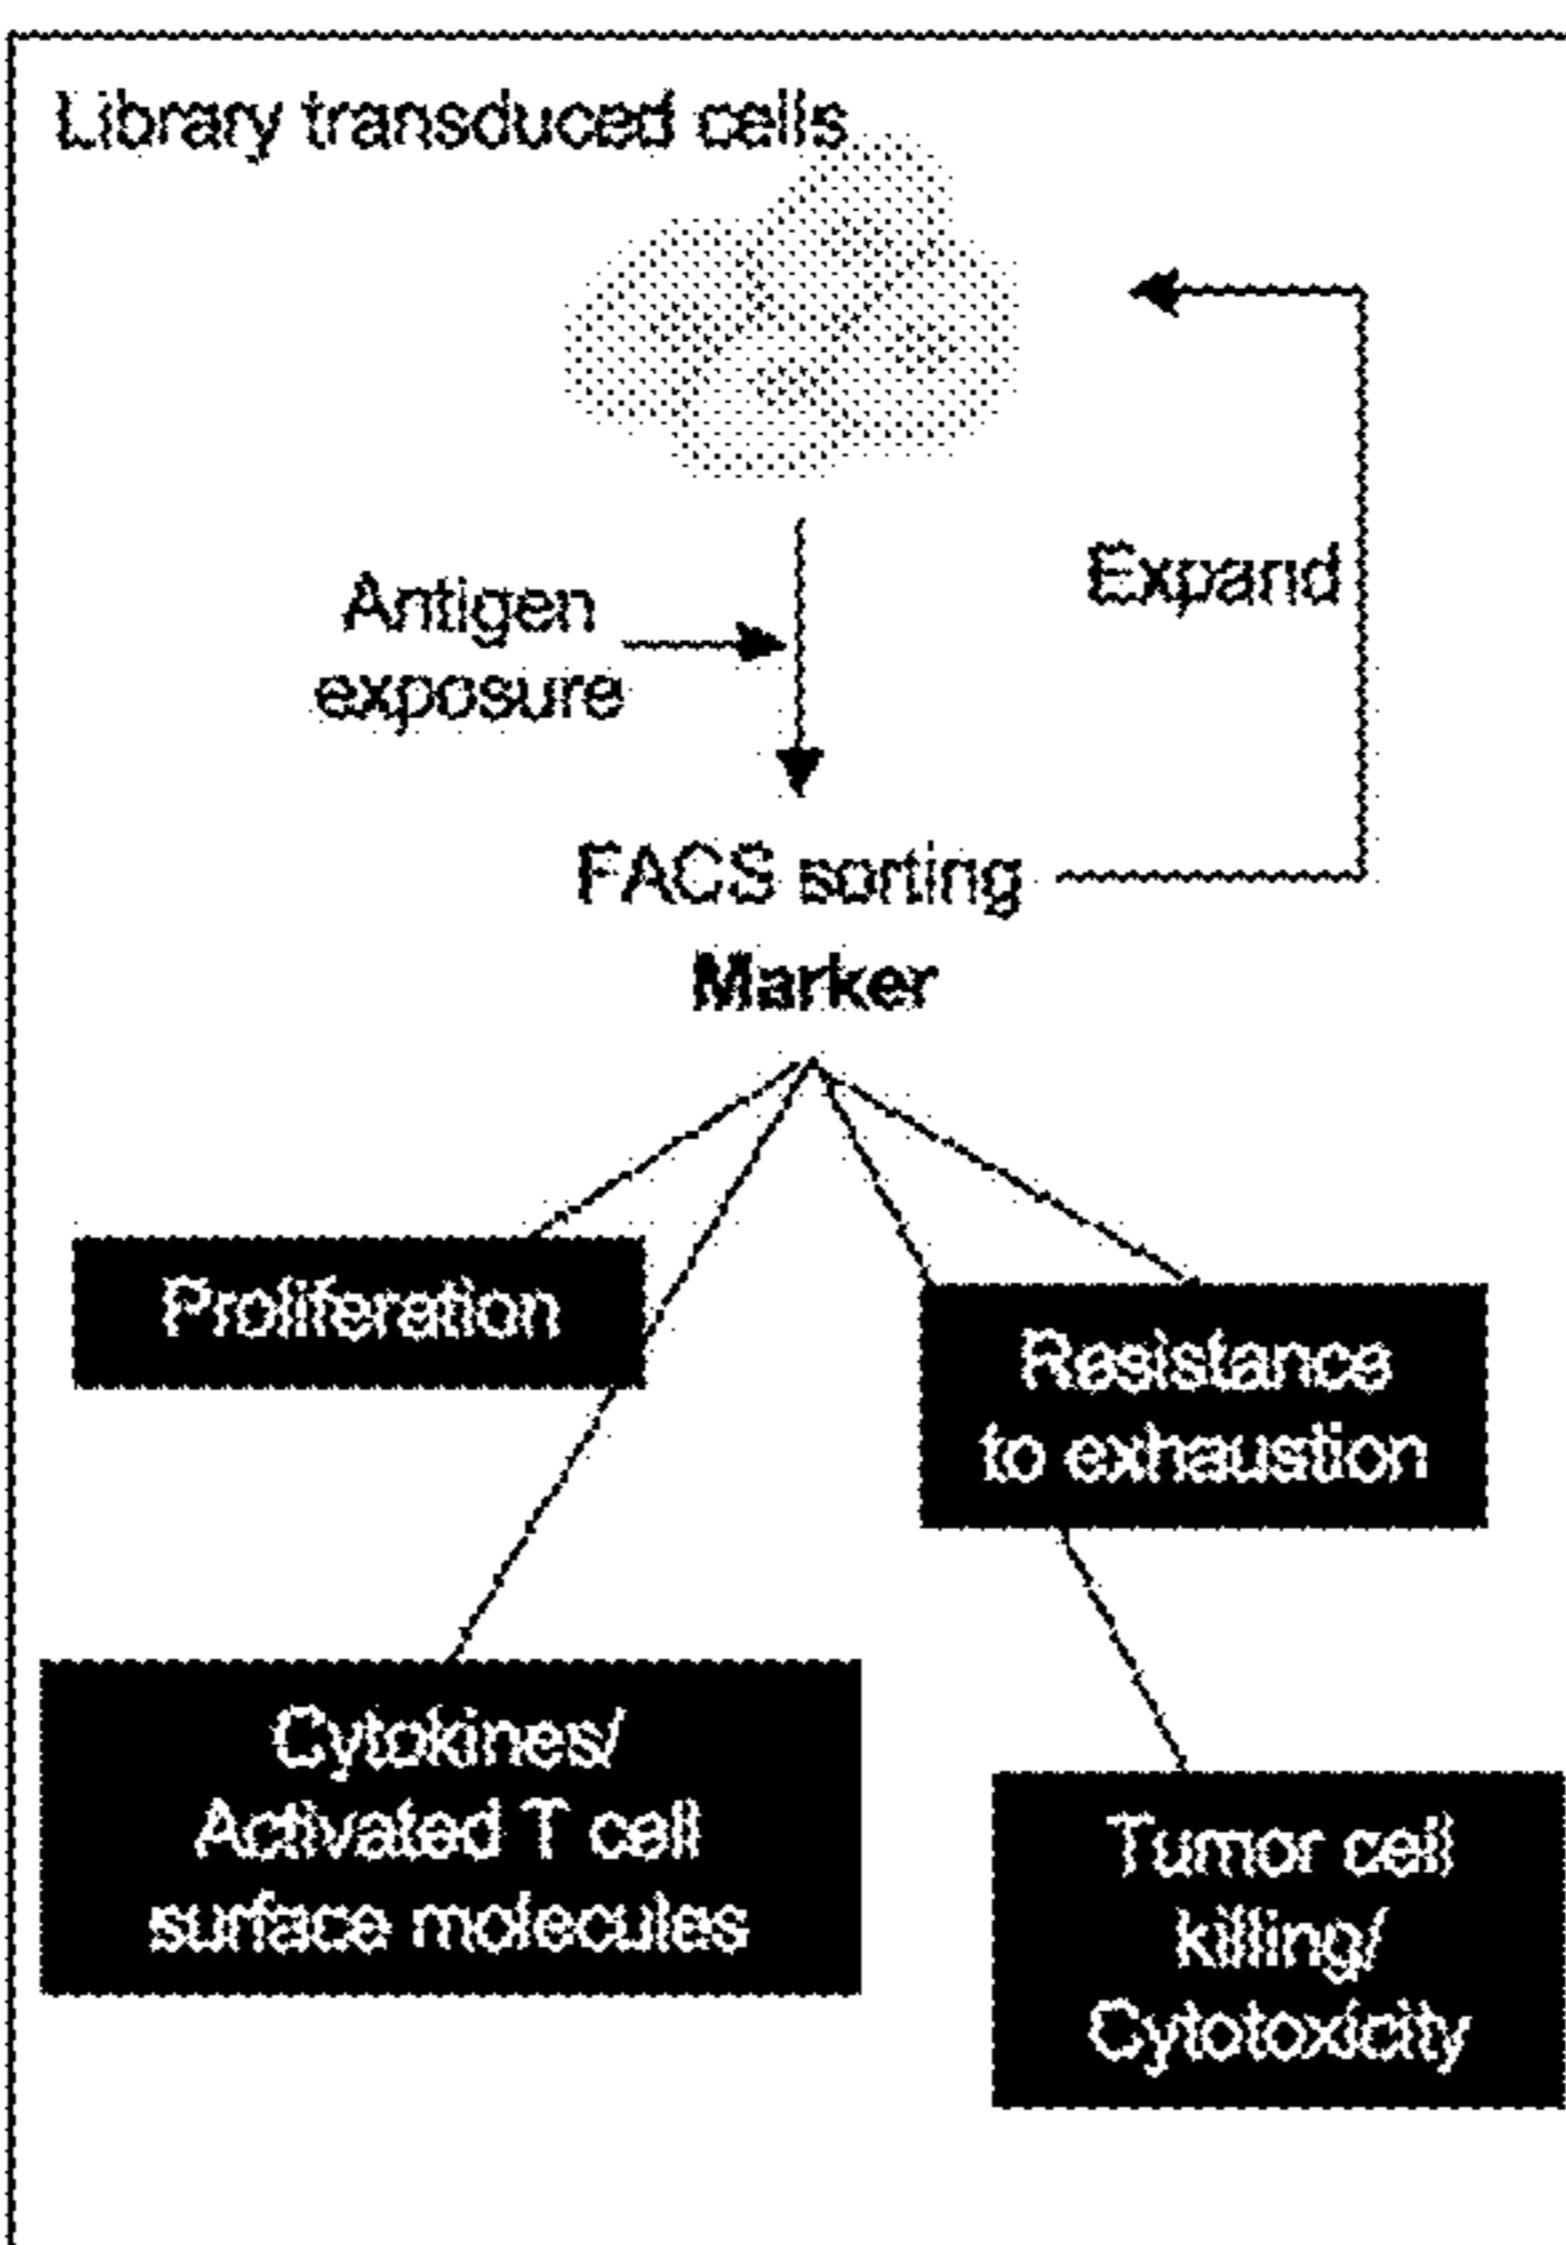 Library transduced cells
Antigen
exposure
Expand
FACS sorting
Marker
Proliferation
Resistance
to exhaustion
Cytokines/
Activated T cell
surface molecules
Tumor cell
killing/
Cytotoxicity